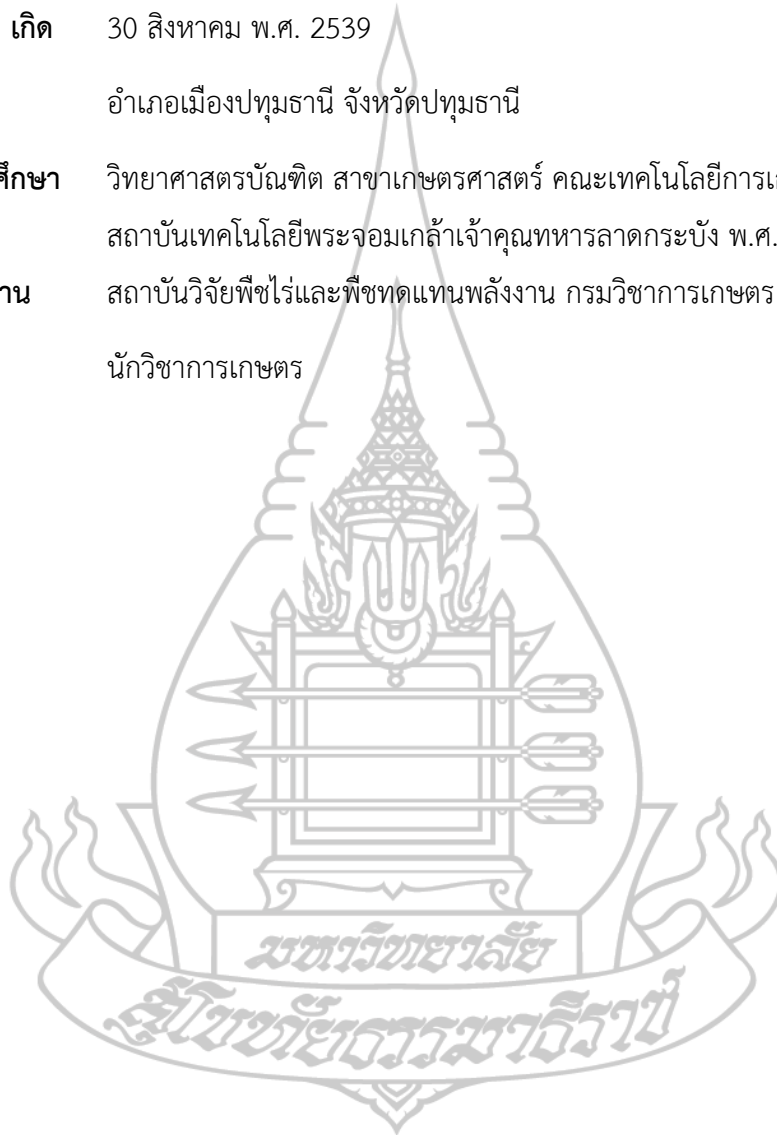 เกิด 30 สิงหาคม พ.ศ. 2539
อำเภอเมืองปทุมธานี จังหวัดปทุมธานี
ศึกษา วิทยาศาสตรบัณฑิต สาขาเกษตรศาสตร์ คณะเทคโนโลยีการเ
สถาบันเทคโนโลยีพระจอมเกล้าเจ้าคุณทหารลาดกระบัง พ.ศ.
าน สถาบันวิจัยพืชไร่และพืชทดแทนพลังงาน กรมวิชาการเกษตร
นักวิชาการเกษตร
มหาวิทยาลัย
สุโขทัยธรรมาธิราช